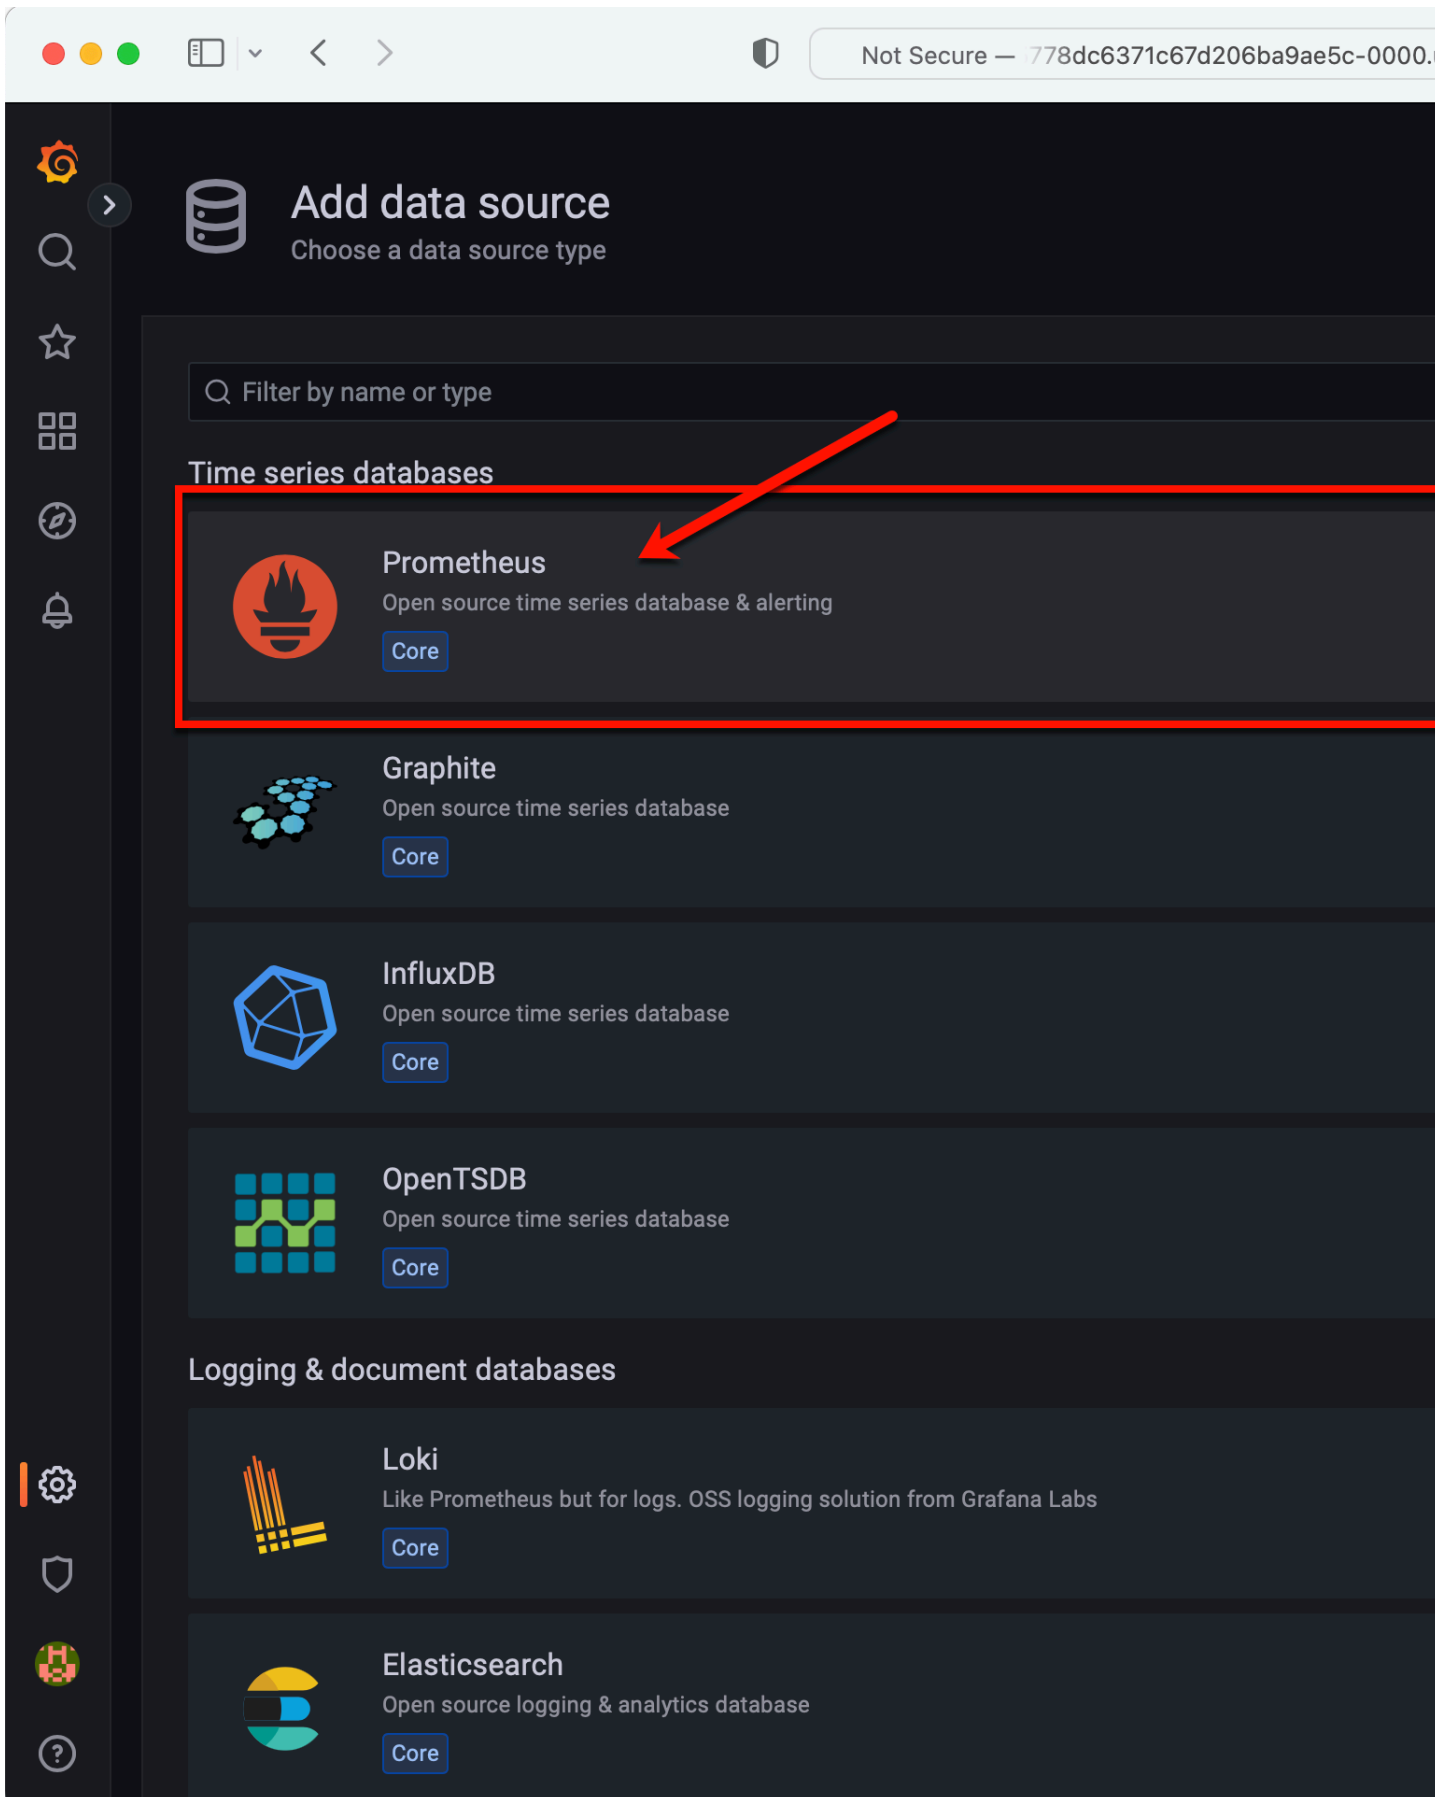 Not Secure — 778dc6371c67d206ba9ae5c-0000.
Add data source
Choose a data source type
Filter by name or type
Time series databases
Prometheus
Open source time series database & alerting
Core
Graphite
Open source time series database
Core
InfluxDB
Open source time series database
Core
OpenTSDB
Open source time series database
Core
Logging & document databases
Loki
Like Prometheus but for logs. OSS logging solution from Grafana Labs
Core
Elasticsearch
Open source logging & analytics database
Core